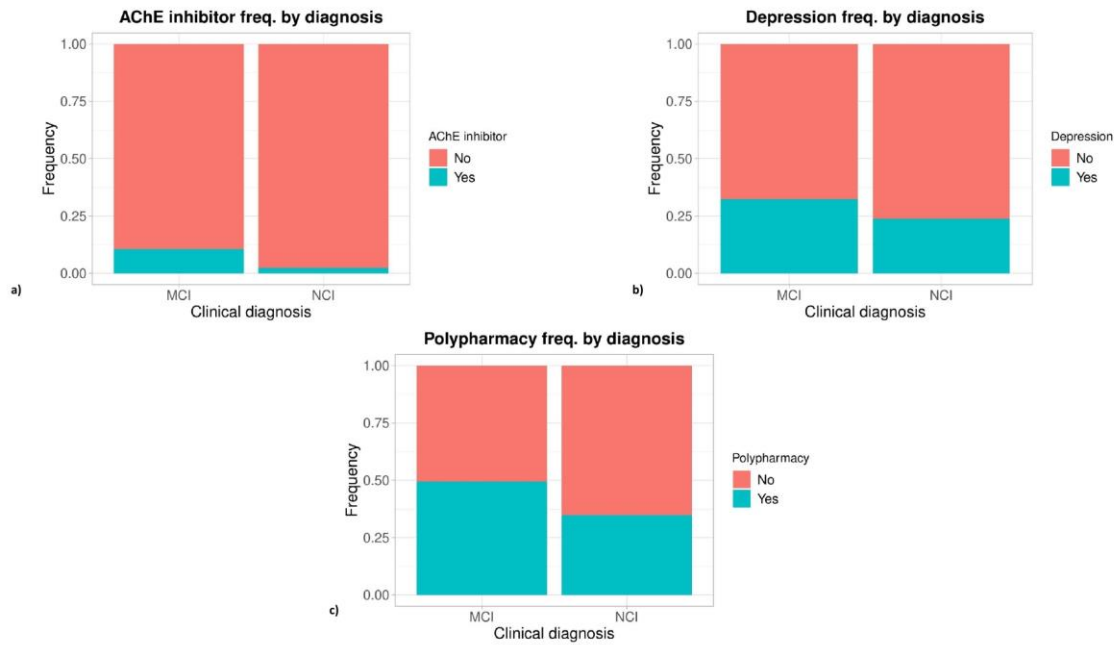 AChE inhibitor freq. by diagnosis
1.00
0.75
0.50
0.25
0.00
Frequency
MCI NCI
Clinical diagnosis
AChE inhibitor
No
Yes
a)
Depression freq. by diagnosis
1.00
0.75
0.50
0.25
0.00
Frequency
MCI NCI
Clinical diagnosis
Depression
No
Yes
b)
Polypharmacy freq. by diagnosis
1.00
0.75
0.50
0.25
0.00
Frequency
MCI NCI
Clinical diagnosis
Polypharmacy
No
Yes
c)